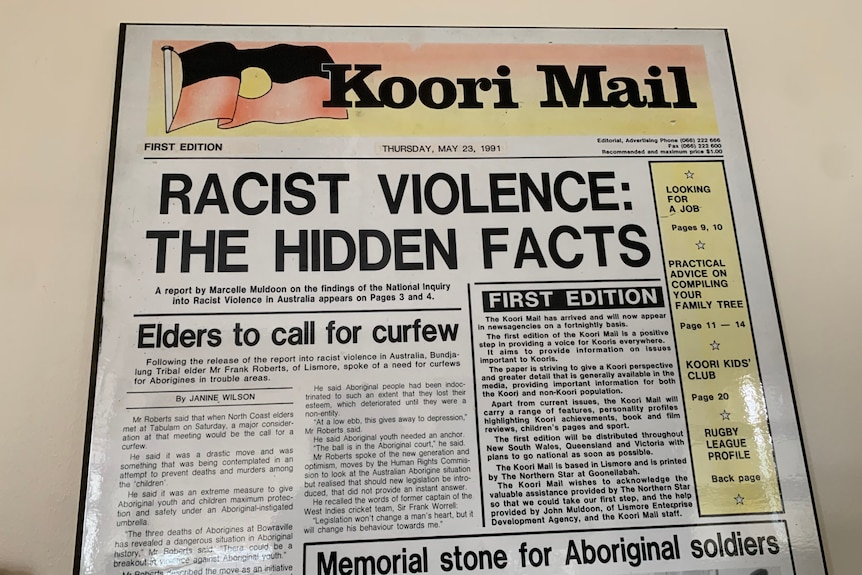 Koori Mail
FIRST EDITION
THURSDAY, MAY 23, 1991
Editorial, Advertising Phone (066) 222 666
Fax (066) 222 600
Recommended and maximum price $1.00
RACIST VIOLENCE:
THE HIDDEN FACTS
A report by Marcelle Muldoon on the findings of the National Inquiry
into Racist Violence in Australia appears on Pages 3 and 4.
Elders to call for curfew
Following the release of the report into racist violence in Australia, Bundja-
lung Tribal elder Mr Frank Roberts, of Lismore, spoke of a need for curfews
for Aborigines in trouble areas.
By JANINE WILSON
Mr Roberts said that when North Coast elders
met at Tabulam on Saturday, a major consider-
ation at that meeting would be the call for a
curfew.
He said it was a drastic move and was
something that was being contemplated in an
attempt to prevent deaths and murders among
the 'children'.
He said it was an extreme measure to give
Aboriginal youth and children maximum protec-
tion and safety under an Aboriginal-instigated
umbrella.
"The three deaths of Aborigines at Bowraville
has revealed a dangerous situation in Aboriginal
history," Mr Roberts said. "There could be a
breakout of violence against Aboriginal youth."
Mr Roberts described the move as an initiative
He said Aboriginal people had been indoc-
trinated to such an extent that they lost their
esteem, which deteriorated until they were a
non-entity.
"At a low ebb, this gives away to depression,"
Mr Roberts said.
He said Aboriginal youth needed an anchor.
"The ball is in the Aboriginal court," he said.
Mr Roberts spoke of the new generation and
optimism, moves by the Human Rights Commis-
sion to look at the Australian Aborigine situation
but realised that should new legislation be intro-
duced, that did not provide an instant answer.
He recalled the words of former captain of the
West Indies cricket team, Sir Frank Worrell:
"Legislation won't change a man's heart, but it
will change his behaviour towards me."
FIRST EDITION
The Koori Mail has arrived and will now appear
in newsagencies on a fortnightly basis.
The first edition of the Koori Mail is a positive
step in providing a voice for Kooris everywhere.
It aims to provide information on issues
important to Kooris.
The paper is striving to give a Koori perspective
and greater detail that is generally available in the
media, providing important information for both
the Koori and non-Koori population.
Apart from current issues, the Koori Mail will
carry a range of features, personality profiles
highlighting Koori achievements, book and film
reviews, children's pages and sport.
The first edition will be distributed throughout
New South Wales, Queensland and Victoria with
plans to go national as soon as possible.
The Koori Mail is based in Lismore and is printed
by The Northern Star at Goonellabah.
The Koori Mail wishes to acknowledge the
valuable assistance provided by The Northern Star
so that we could take our first step, and the help
provided by John Muldoon, of Lismore Enterprise
Development Agency, and the Koori Mail staff.
LOOKING
FOR
A JOB
Pages 9, 10
PRACTICAL
ADVICE ON
COMPILING
YOUR
FAMILY TREE
Page 11 — 14
KOORI KIDS'
CLUB
Page 20
RUGBY
LEAGUE
PROFILE
Back page
Memorial stone for Aboriginal soldiers